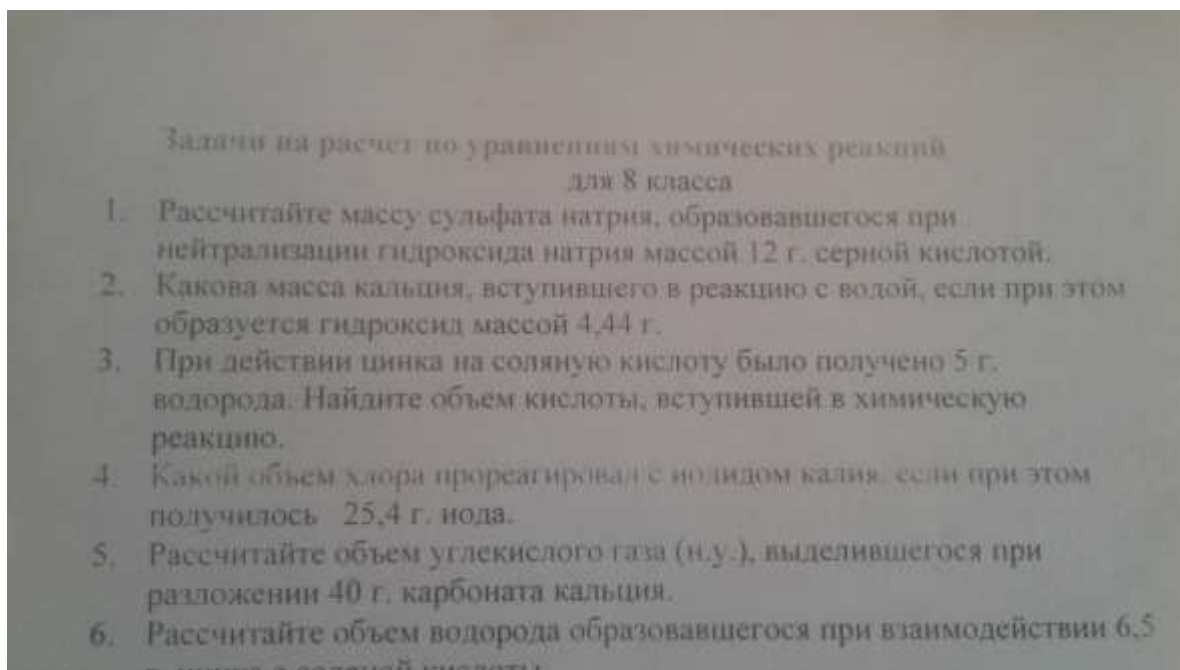 Задачи на расчет по уравнениям химических реакций
для 8 класса
1. Рассчитайте массу сульфата натрия, образовавшегося при
нейтрализации гидроксида натрия массой 12 г. серной кислотой.
2. Какова масса кальция, вступившего в реакцию с водой, если при этом
образуется гидроксид массой 4,44 г.
3. При действии цинка на соляную кислоту было получено 5 г.
водорода. Найдите объем кислоты, вступившей в химическую
реакцию.
4. Какой объем хлора прореагировал с иодидом калия, если при этом
получилось 25,4 г. иода.
5. Рассчитайте объем углекислого газа (н.у.), выделившегося при
разложении 40 г. карбоната кальция.
6. Рассчитайте объем водорода образовавшегося при взаимодействии 6,5
г. цинка с соляной кислоты